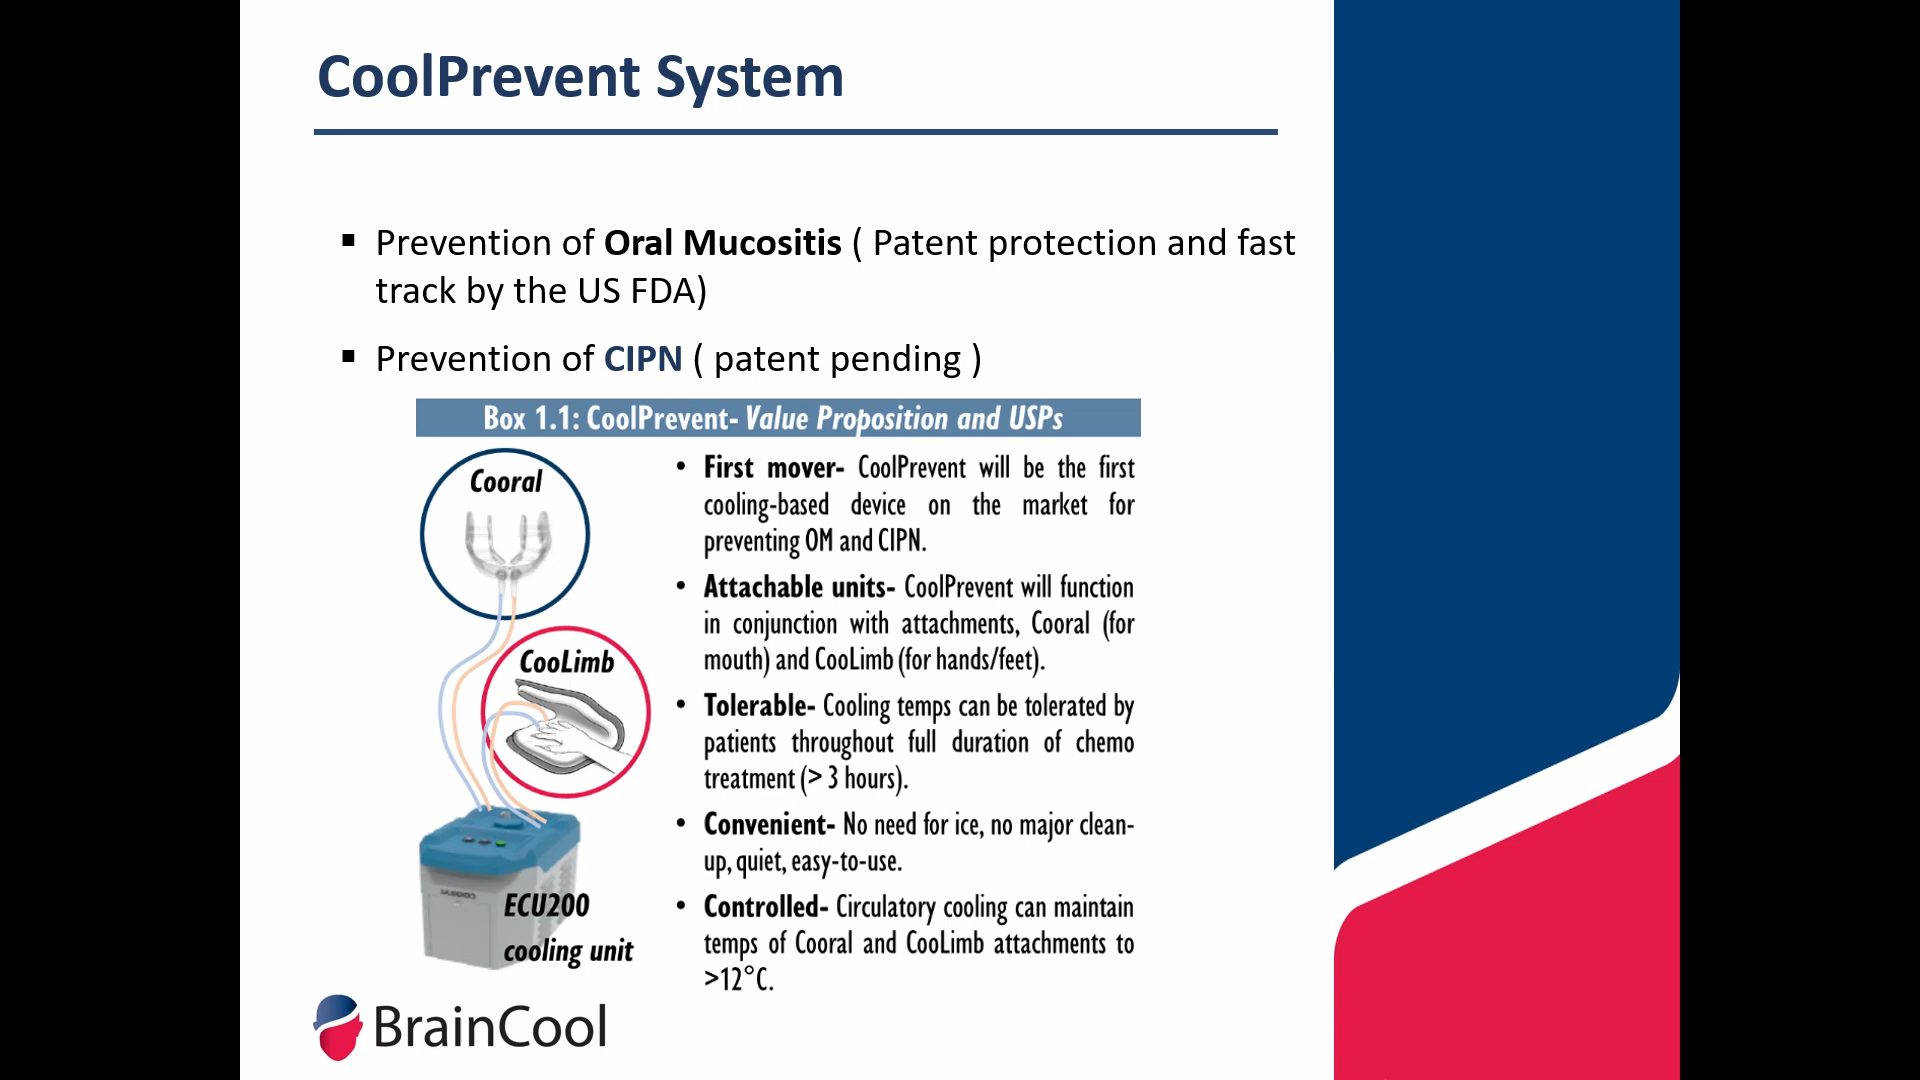 CoolPrevent System
▪ Prevention of Oral Mucositis ( Patent protection and fast
track by the US FDA)
▪ Prevention of CIPN ( patent pending )
Box 1.1: CoolPrevent- Value Proposition and USPs
Cooral
CooLimb
ECU200
cooling unit
• First mover- CoolPrevent will be the first
cooling-based device on the market for
preventing OM and CIPN.
• Attachable units- CoolPrevent will function
in conjunction with attachments, Cooral (for
mouth) and CooLimb (for hands/feet).
• Tolerable- Cooling temps can be tolerated by
patients throughout full duration of chemo
treatment (> 3 hours).
• Convenient- No need for ice, no major clean-
up, quiet, easy-to-use.
• Controlled- Circulatory cooling can maintain
temps of Cooral and CooLimb attachments to
>12°C.
BrainCool